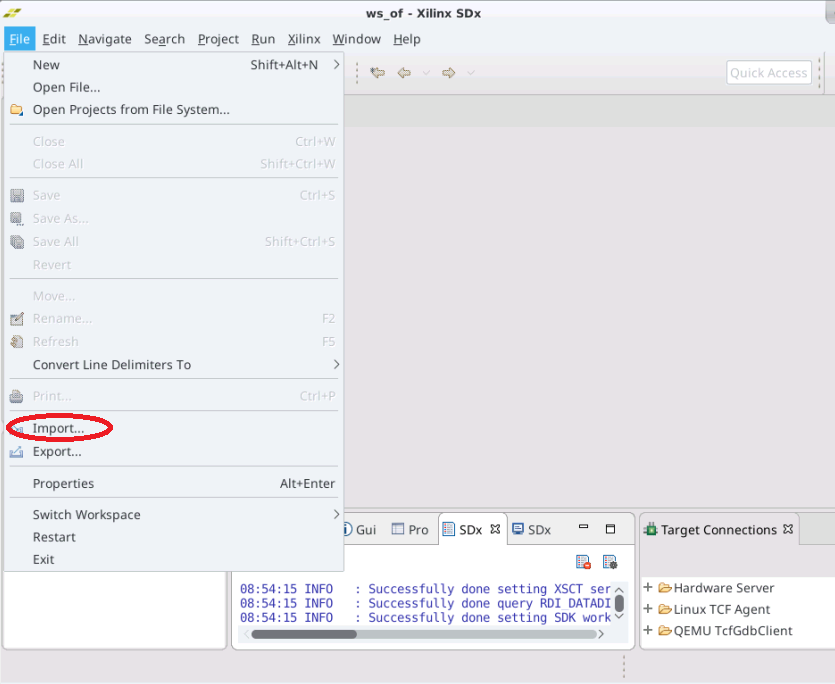 ws_of - Xilinx SDx
File Edit Navigate Search Project Run Xilinx Window Help
New Shift+Alt+N
Open File...
Open Projects from File System...
Close Ctrl+W
Close All Shift+Ctrl+W
Save Ctrl+S
Save As...
Save All Shift+Ctrl+S
Revert
Move...
Rename... F2
Refresh F5
Convert Line Delimiters To
Print... Ctrl+P
Import...
Export...
Properties Alt+Enter
Switch Workspace
Restart
Exit
Quick Access
Gui Pro SDx SDx
08:54:15 INFO : Successfully done setting XSCT ser
08:54:15 INFO : Successfully done query RDI_DATADI
08:54:15 INFO : Successfully done setting SDK work
Target Connections
Hardware Server
Linux TCF Agent
QEMU TcfGdbClient